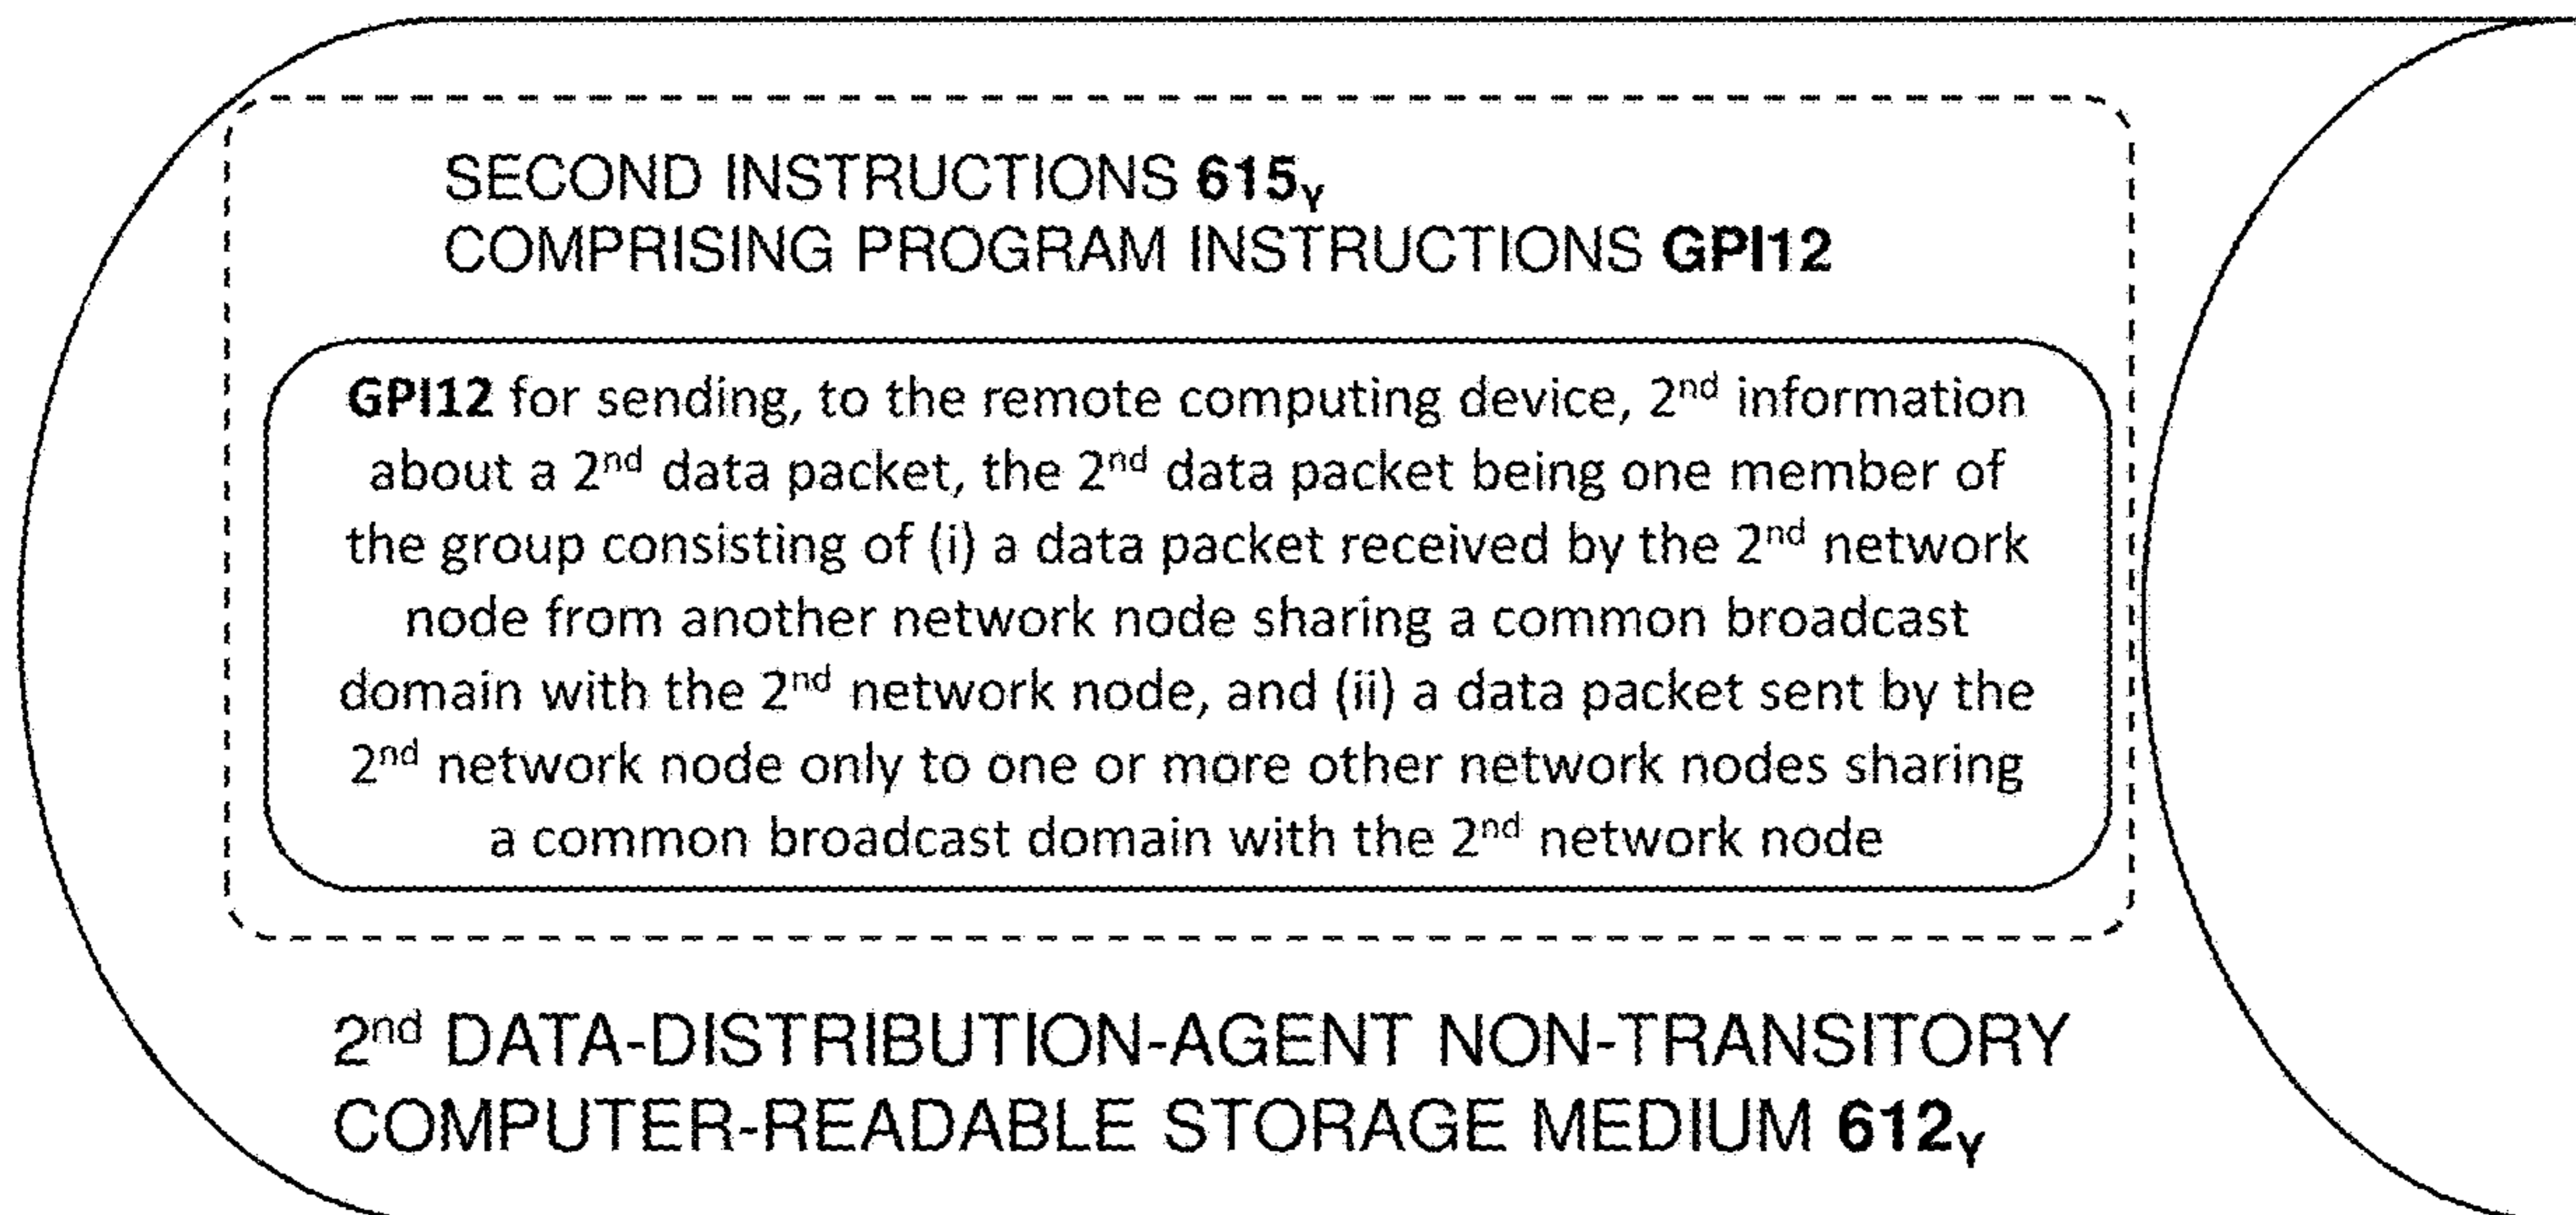 SECOND INSTRUCTIONS 615Y
COMPRISING PROGRAM INSTRUCTIONS GPI12
GPI12 for sending, to the remote computing device, 2nd information
about a 2nd data packet, the 2nd data packet being one member of
the group consisting of (i) a data packet received by the 2nd network
node from another network node sharing a common broadcast
domain with the 2nd network node, and (ii) a data packet sent by the
2nd network node only to one or more other network nodes sharing
a common broadcast domain with the 2nd network node
2nd DATA-DISTRIBUTION-AGENT NON-TRANSITORY
COMPUTER-READABLE STORAGE MEDIUM 612Y